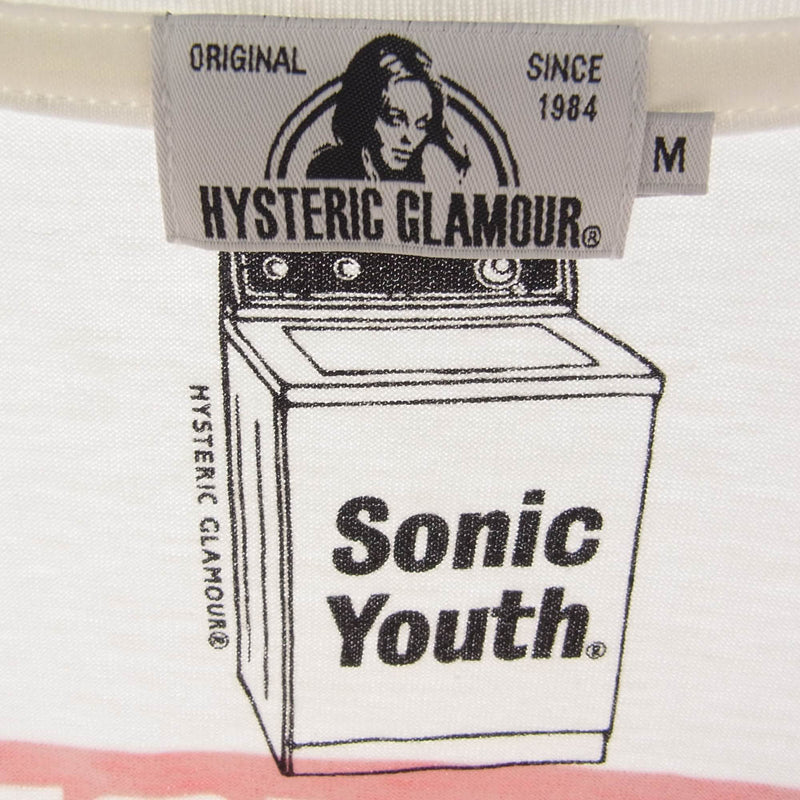 ORIGINAL
SINCE
1984
HYSTERIC GLAMOUR®
M
HYSTERIC GLAMOUR®
Sonic
Youth®